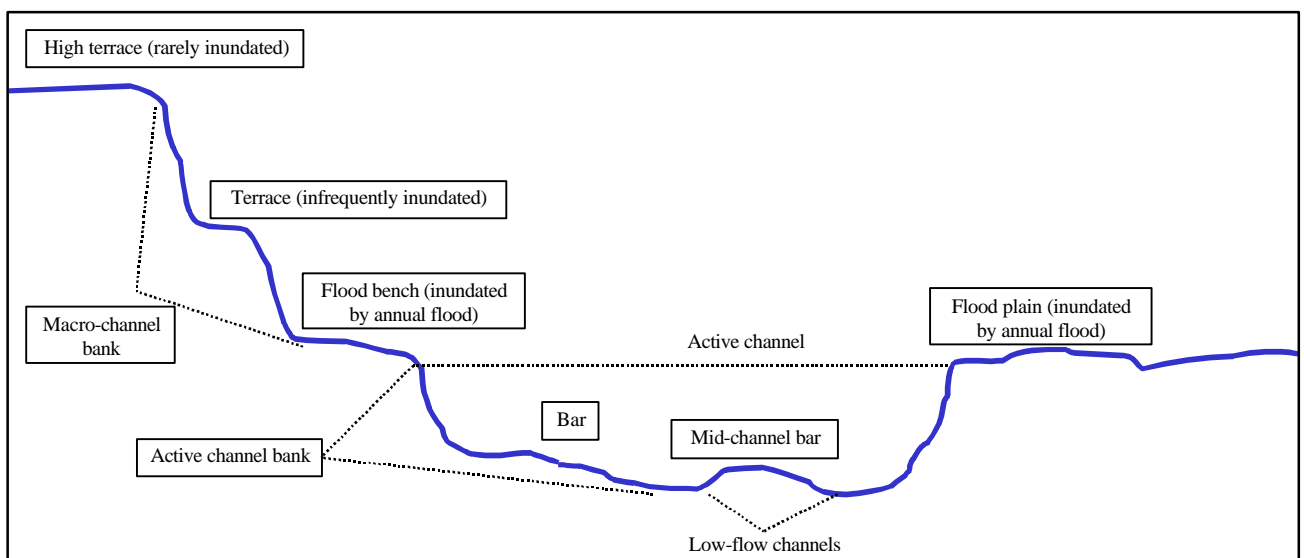 High terrace (rarely inundated)
Terrace (infrequently inundated)
Flood bench (inundated
by annual flood)
Flood plain (inundated
by annual flood)
Macro-channel
bank
Active channel
Bar
Mid-channel bar
Active channel bank
Low-flow channels